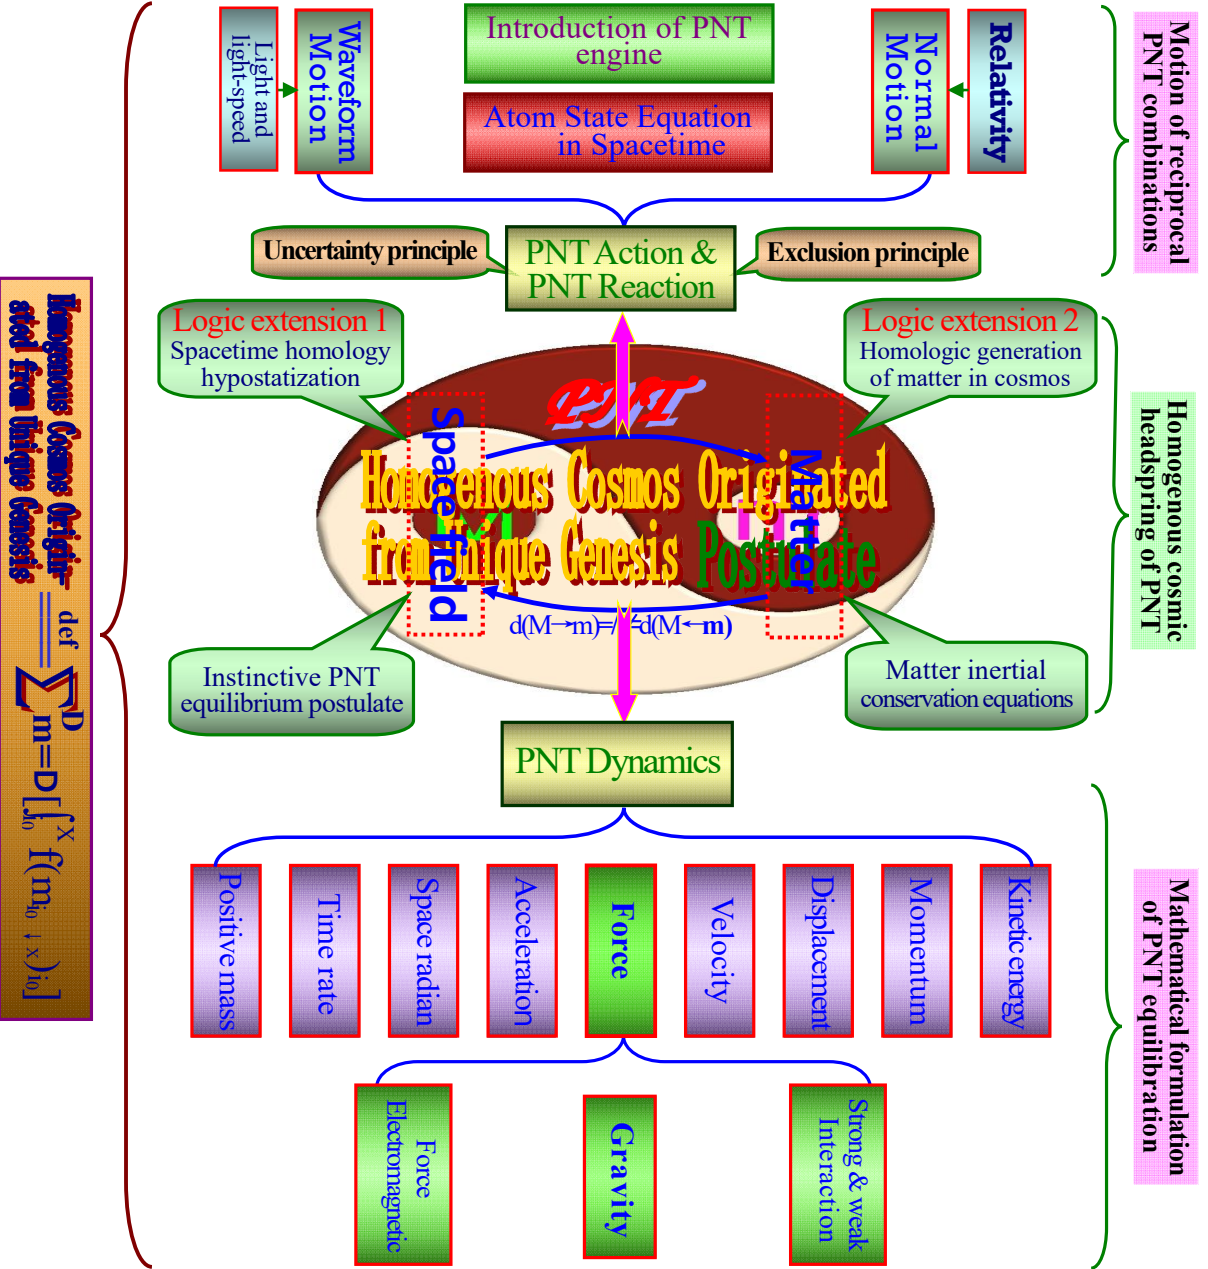 Introduction of PNT
engine
Atom State Equation
in Spacetime
Waveform
Motion
Light and
light-speed
Relativity
Normal
Motion
Motion of reciprocal
PNT combinations
Uncertainty principle
PNT Action &
PNT Reaction
Exclusion principle
Logic extension 1
Spacetime homology
hypostatization
Logic extension 2
Homologic generation
of matter in cosmos
PNT
Spacefield
Matter
Homogenous Cosmos Originated
from Unique Genesis Postulate
M
m
d(M→m)=/≠d(M←m)
Instinctive PNT
equilibrium postulate
Matter inertial
conservation equations
Homogenous cosmic
headspring of PNT
Homogenous Cosmos Origin-
ated from Unique Genesis
def
∑ m=D[∫ f(m i0 ↓ x) i0]
D
X
i0
PNT Dynamics
Positive mass
Time rate
Space radian
Acceleration
Force
Velocity
Displacement
Momentum
Kinetic energy
Mathematical formulation
of PNT equilibration
Force
Electromagnetic
Gravity
Strong & weak
Interaction